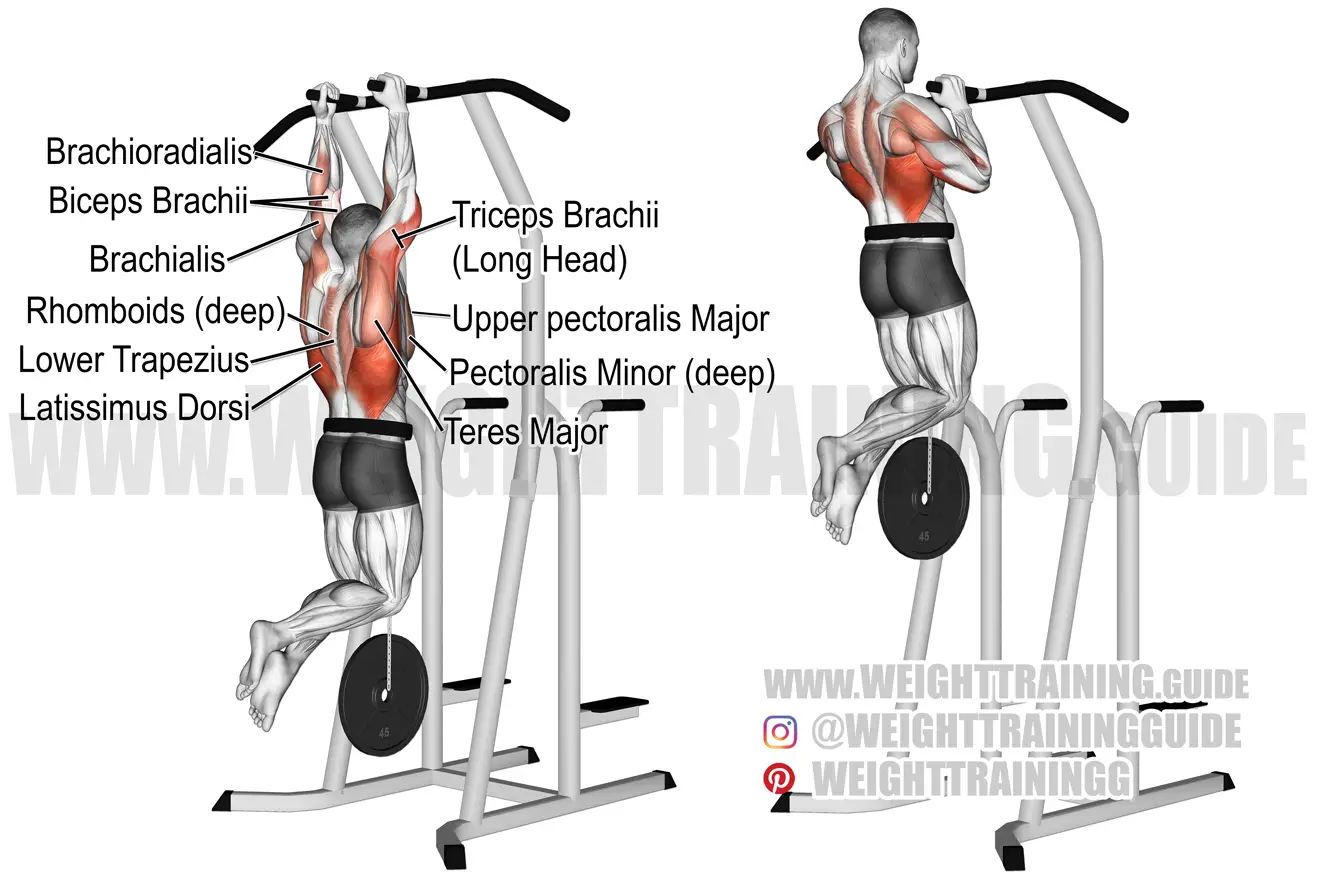 Brachioradialis
Biceps Brachii
Brachialis
Rhomboids (deep)
Lower Trapezius
Latissimus Dorsi
Triceps Brachii
(Long Head)
Upper pectoralis Major
Pectoralis Minor (deep)
Teres Major
WWW.WEIGHTTRAINING.GUIDE
45
45
WWW.WEIGHTTRAINING.GUIDE
@WEIGHTTRAININGGUIDE
WEIGHTTRAININGG